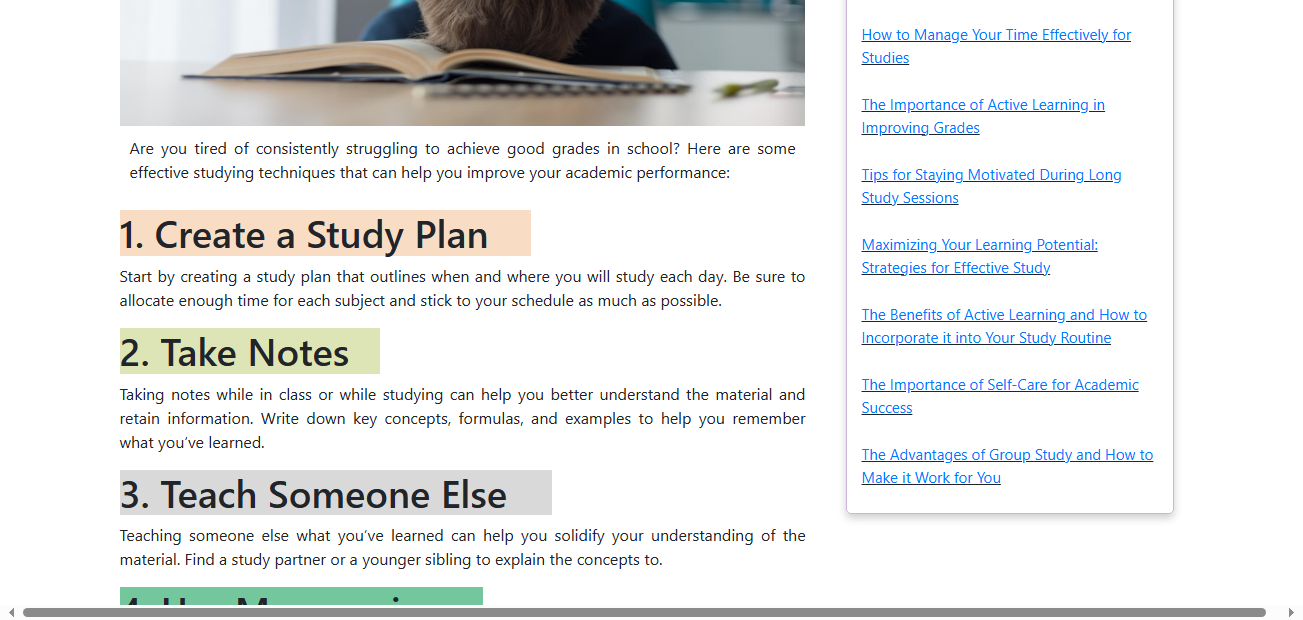 Are you tired of consistently struggling to achieve good grades in school? Here are some
effective studying techniques that can help you improve your academic performance:
1. Create a Study Plan
Start by creating a study plan that outlines when and where you will study each day. Be sure to
allocate enough time for each subject and stick to your schedule as much as possible.
2. Take Notes
Taking notes while in class or while studying can help you better understand the material and
retain information. Write down key concepts, formulas, and examples to help you remember
what you've learned.
3. Teach Someone Else
Teaching someone else what you've learned can help you solidify your understanding of the
material. Find a study partner or a younger sibling to explain the concepts to.
How to Manage Your Time Effectively for
Studies
The Importance of Active Learning in
Improving Grades
Tips for Staying Motivated During Long
Study Sessions
Maximizing Your Learning Potential:
Strategies for Effective Study
The Benefits of Active Learning and How to
Incorporate it into Your Study Routine
The Importance of Self-Care for Academic
Success
The Advantages of Group Study and How to
Make it Work for You